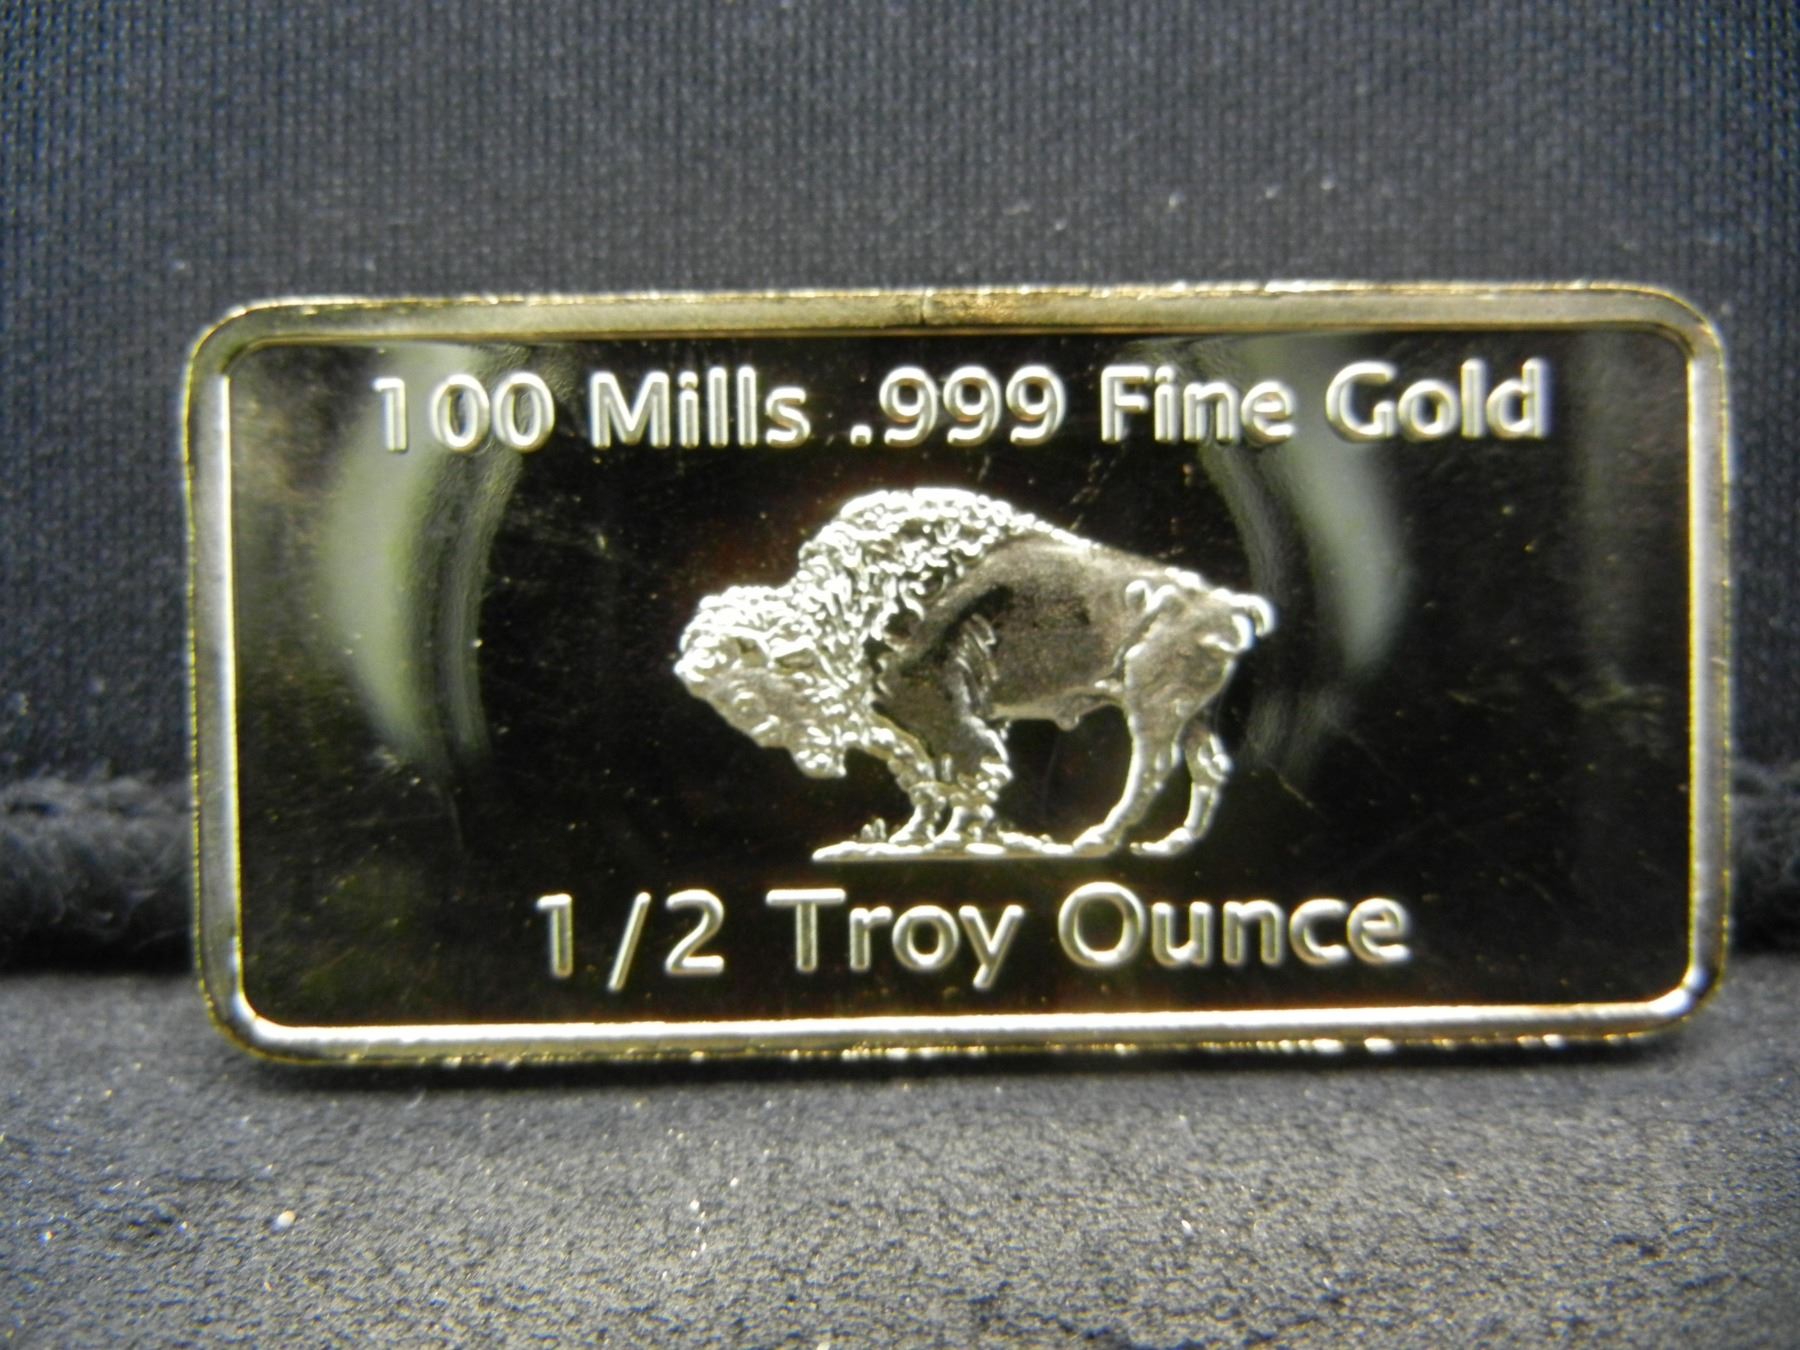 100 Mills .999 Fine Gold
1/2 Troy Ounce